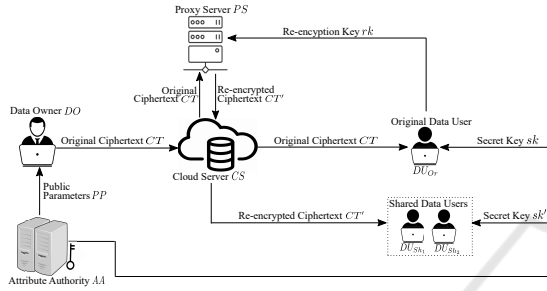 Proxy Server PS
Re-encyption Key rk
Original
Ciphertext CT
Re-encrypted
Ciphertext CT'
Data Owner DO
Original Ciphertext CT
Original Ciphertext CT
Original Data User
Secret Key sk
DU_Or
Cloud Server CS
Public
Parameters PP
Re-encrypted Ciphertext CT'
Shared Data Users
Secret Key sk'
DU_Sh1
DU_Sh2
Attribute Authority AA